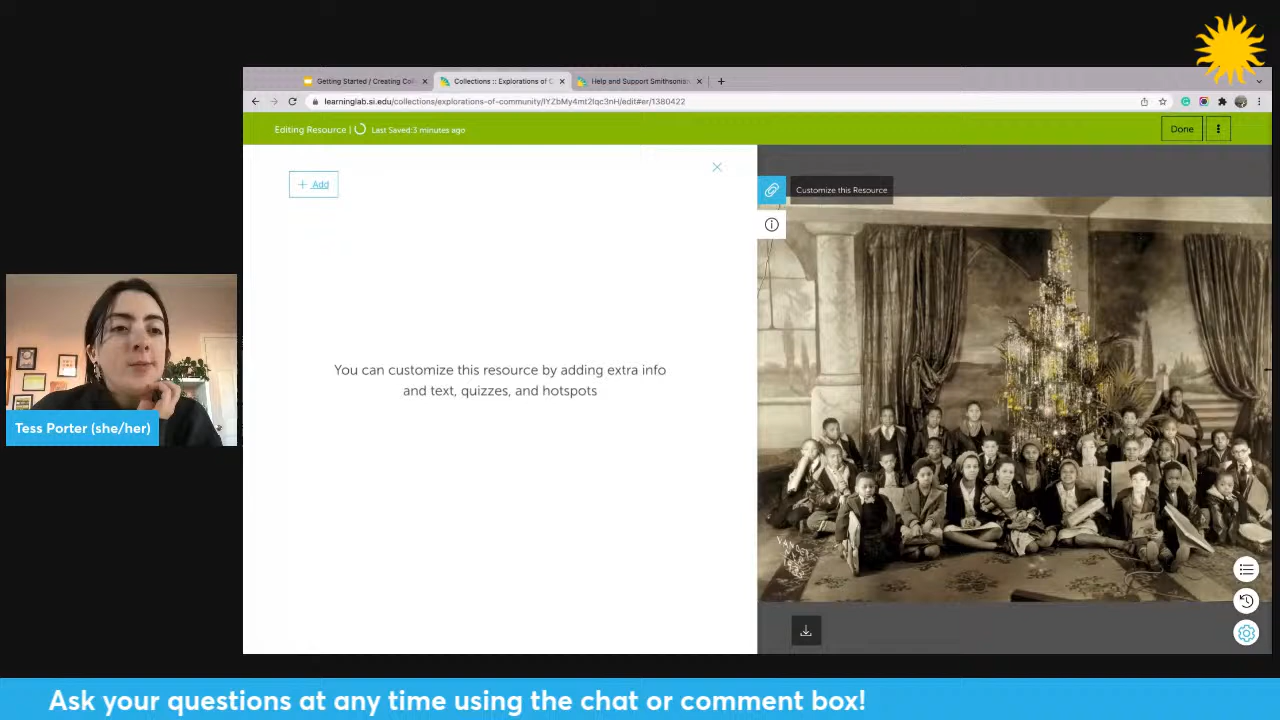 Getting Started / Creating Coll
Collections :: Explorations of C
Help and Support Smithsonian
learninglab.si.edu/collections/explorations-of-community/IYZbMy4mt2lqc3nH/edit#er/1380422
Editing Resource |
Last Saved:3 minutes ago
Done
+ Add
Customize this Resource
You can customize this resource by adding extra info
and text, quizzes, and hotspots
Tess Porter (she/her)
Ask your questions at any time using the chat or comment box!